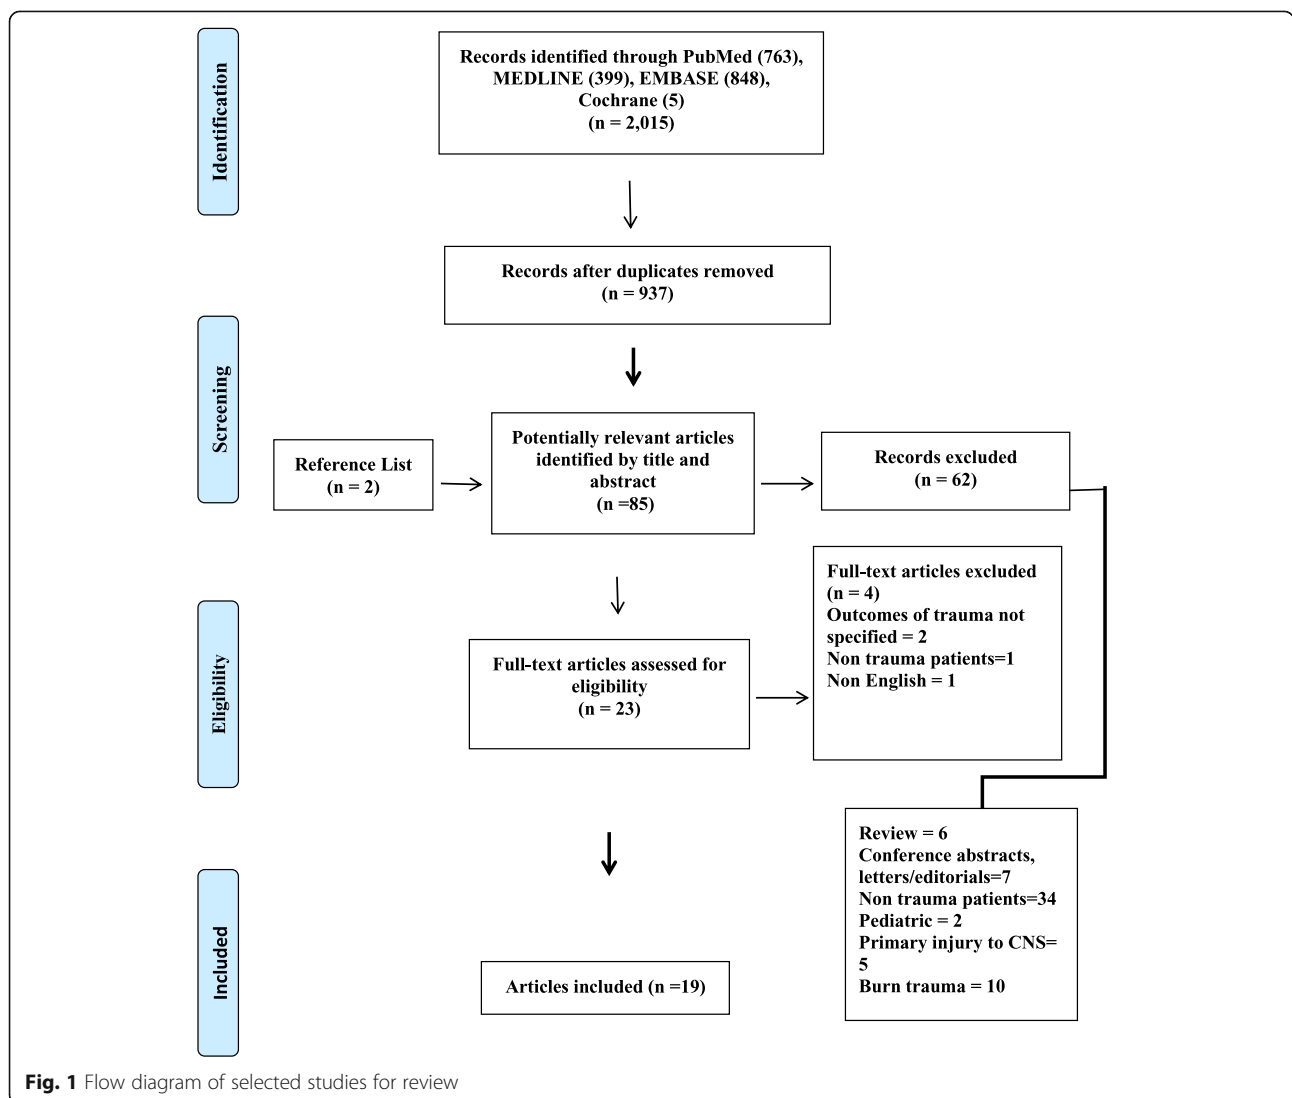 Identification
Records identified through PubMed (763),
MEDLINE (399), EMBASE (848),
Cochrane (5)
(n = 2,015)
Records after duplicates removed
(n = 937)
Screening
Reference List
(n = 2)
Potentially relevant articles
identified by title and
abstract
(n =85)
Records excluded
(n = 62)
Eligibility
Full-text articles assessed for
eligibility
(n = 23)
Full-text articles excluded
(n = 4)
Outcomes of trauma not
specified = 2
Non trauma patients=1
Non English = 1
Review = 6
Conference abstracts,
letters/editorials=7
Non trauma patients=34
Pediatric = 2
Primary injury to CNS=
5
Burn trauma = 10
Included
Articles included (n =19)
Fig. 1 Flow diagram of selected studies for review